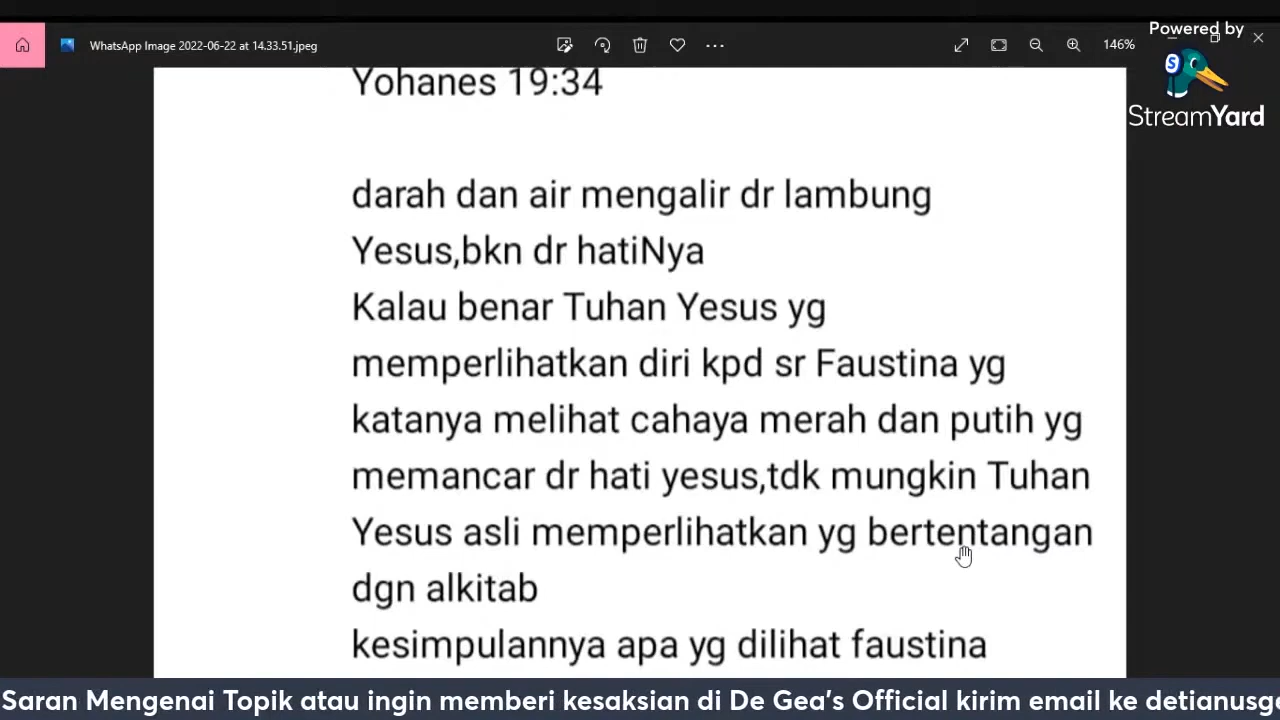 Powered by
WhatsApp Image 2022-06-22 at 14.33.51.jpeg
146%
StreamYard
Yohanes 19:34
darah dan air mengalir dr lambung
Yesus,bkn dr hatiNya
Kalau benar Tuhan Yesus yg
memperlihatkan diri kpd sr Faustina yg
katanya melihat cahaya merah dan putih yg
memancar dr hati yesus,tdk mungkin Tuhan
Yesus asli memperlihatkan yg bertentangan
dgn alkitab
kesimpulannya apa yg dilihat faustina
Saran Mengenai Topik atau ingin memberi kesaksian di De Gea's Official kirim email ke detianusga